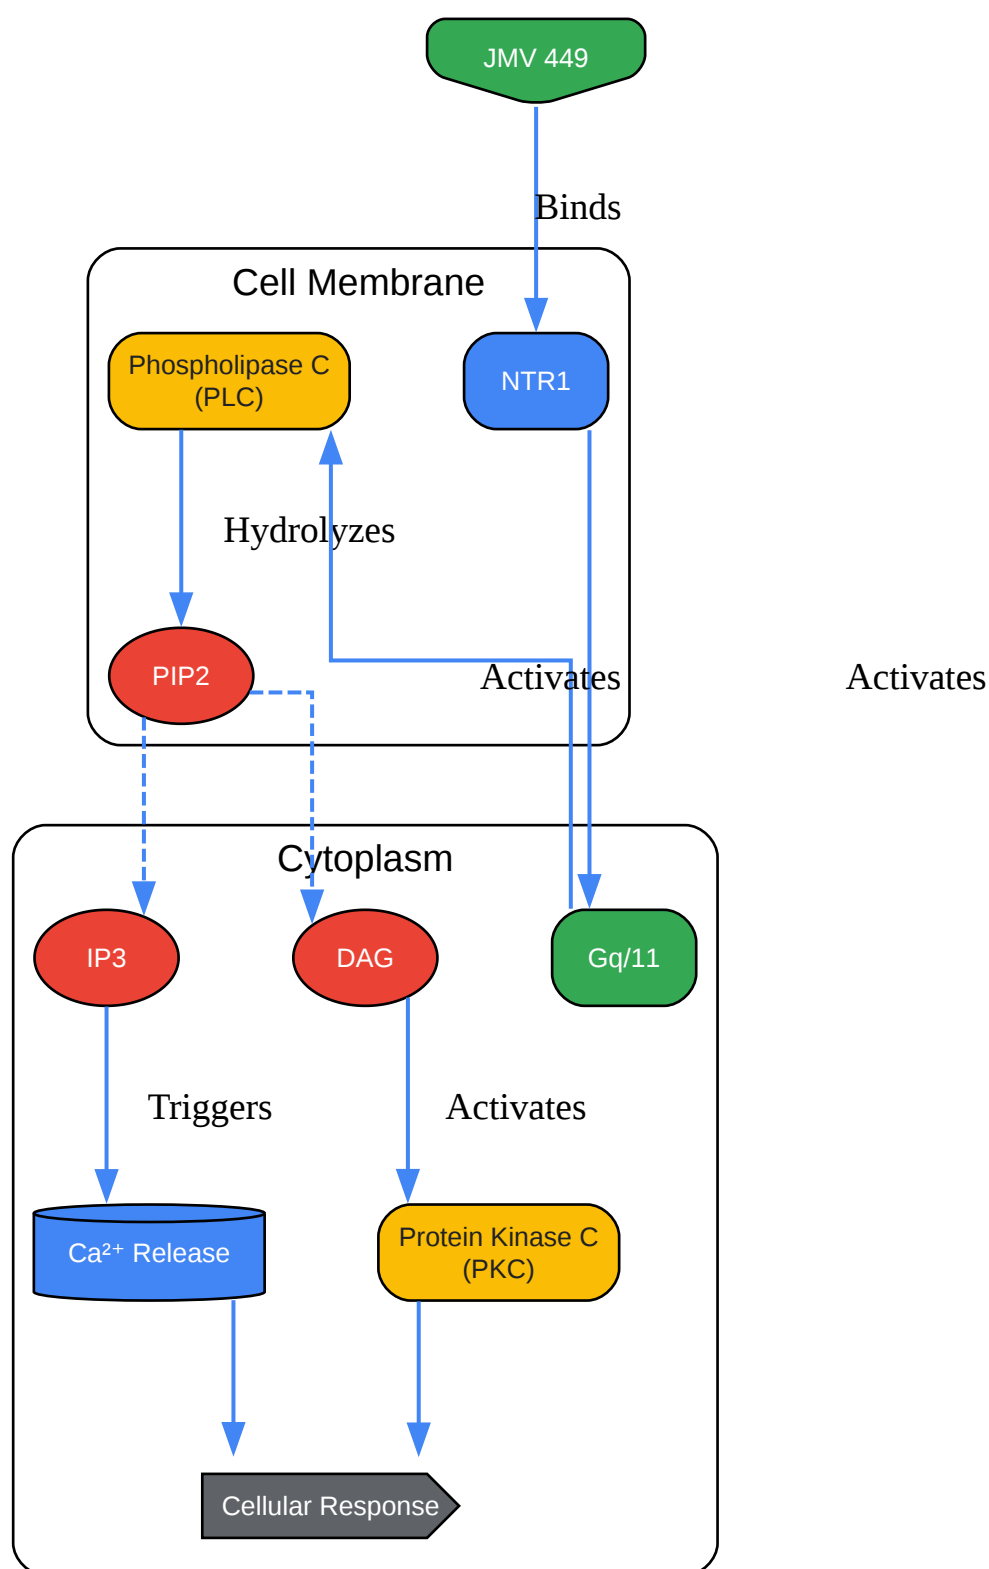 JMV 449
Binds
Cell Membrane
Phospholipase C
(PLC)
NTR1
Hydrolyzes
PIP2
Activates
Activates
Cytoplasm
IP3
DAG
Gq/11
Triggers
Activates
Ca²⁺ Release
Protein Kinase C
(PKC)
Cellular Response